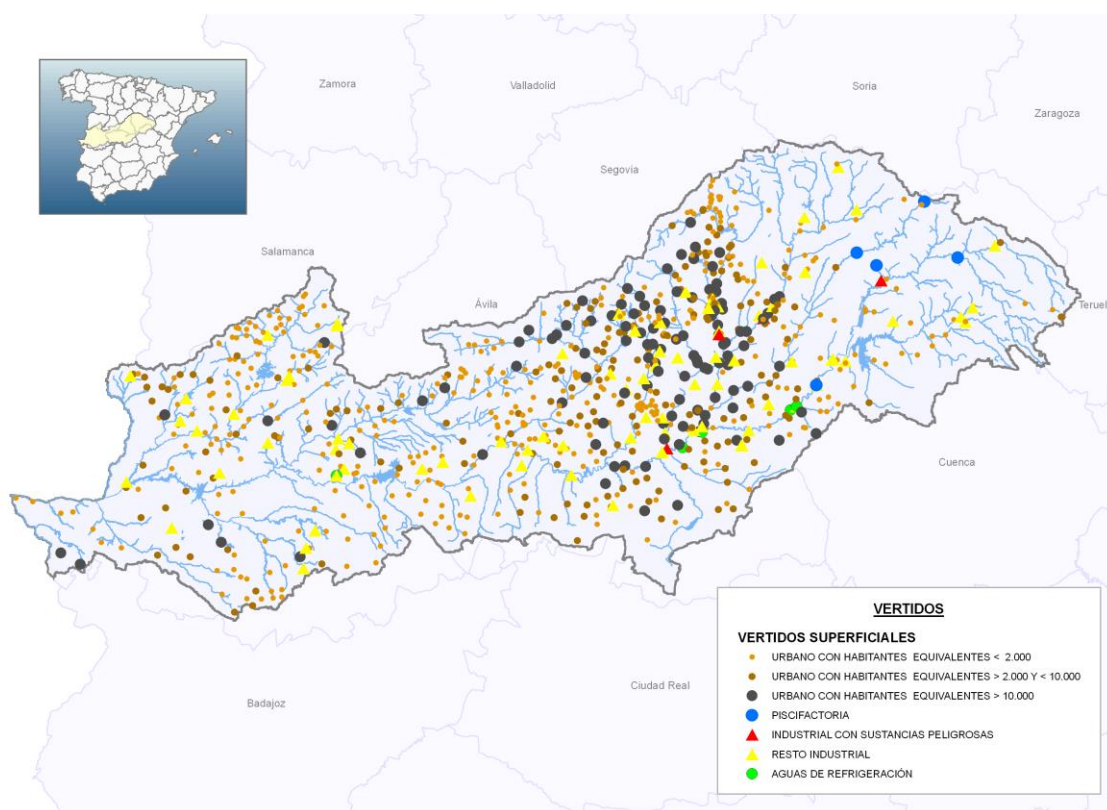 Zamora
Valladolid
Soria
Zaragoza
Segovia
Salamanca
Ávila
Teruel
Cuenca
Ciudad Real
Badajoz
VERTIDOS
VERTIDOS SUPERFICIALES
URBANO CON HABITANTES EQUIVALENTES < 2.000
URBANO CON HABITANTES EQUIVALENTES > 2.000 Y < 10.000
URBANO CON HABITANTES EQUIVALENTES > 10.000
PISCIFACTORIA
INDUSTRIAL CON SUSTANCIAS PELIGROSAS
RESTO INDUSTRIAL
AGUAS DE REFRIGERACIÓN